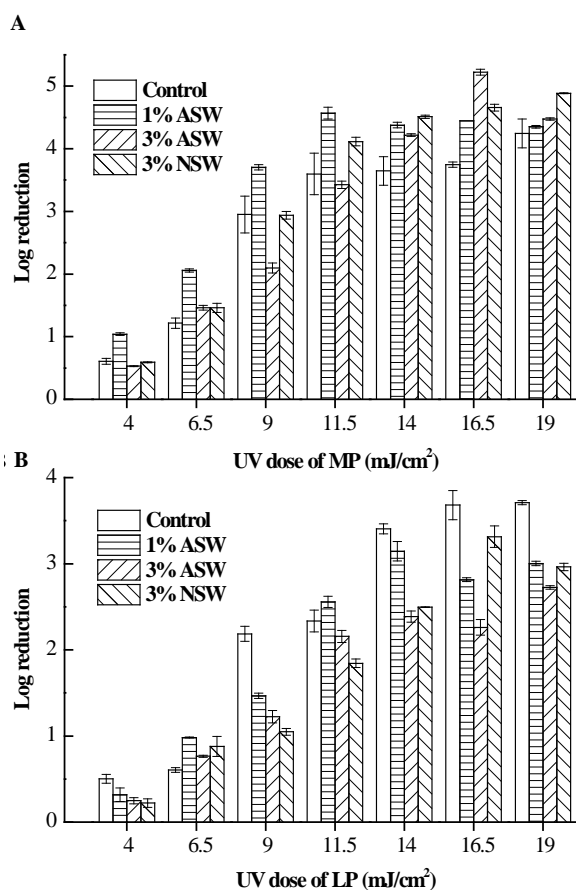 A
Control
1% ASW
3% ASW
3% NSW
Log reduction
5
4
3
2
1
0
4 6.5 9 11.5 14 16.5 19
UV dose of MP (mJ/cm²)
B
Control
1% ASW
3% ASW
3% NSW
Log reduction
4
3
2
1
0
4 6.5 9 11.5 14 16.5 19
UV dose of LP (mJ/cm²)